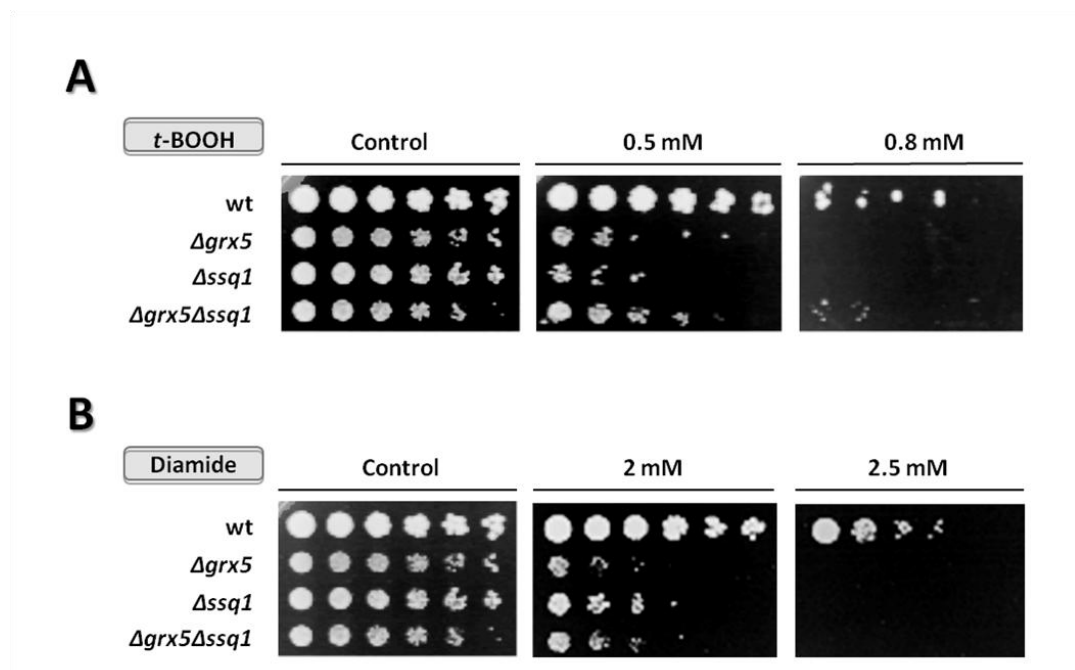 A
t-BOOH Control 0.5 mM 0.8 mM
wt
Δgrx5
Δssq1
Δgrx5Δssq1
B
Diamide Control 2 mM 2.5 mM
wt
Δgrx5
Δssq1
Δgrx5Δssq1